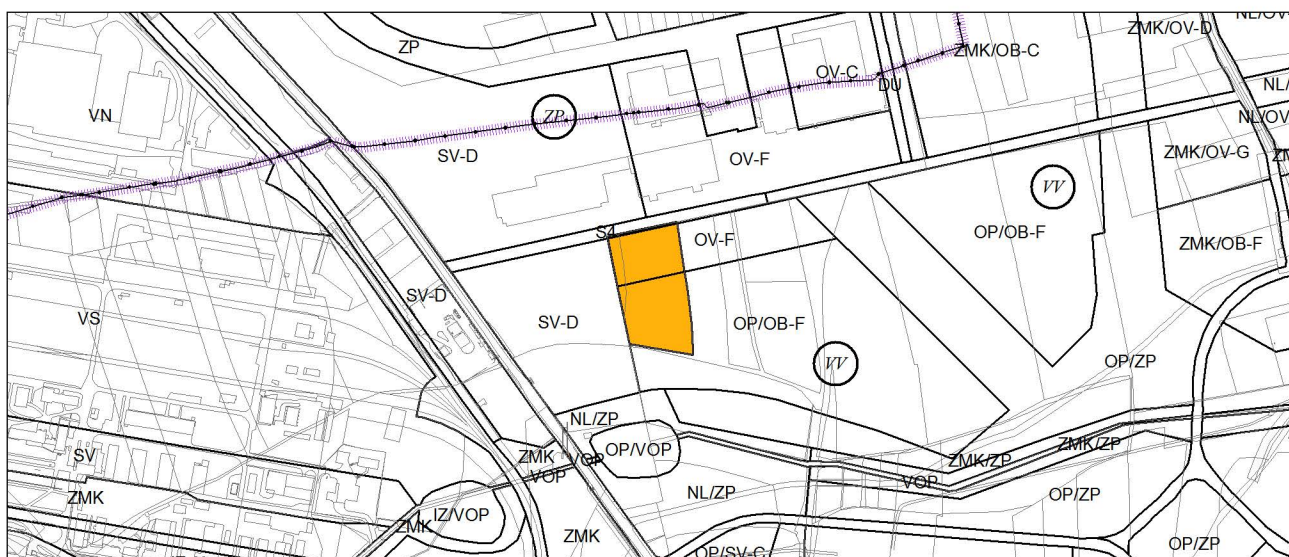 NL/OV-
ZMK/OV-D
ZP
ZMK/OB-C
OV-C
DU
NL/
VN
ZP
NL/OV
SV-D
OV-F
ZMK/OV-G
ZM
VV
S4
OP/OB-F
OV-F
ZMK/OB-F
SV-D
VS
SV-D
OP/OB-F
VV
OP/ZP
NL/ZP
ZMK/ZP
OP/VOP
SV
ZMK
VOP
ZMK/ZP
VOP
VOP
NL/ZP
OP/ZP
ZMK
IZ/VOP
ZMK
ZMK
OP/ZP
OP/SV-C